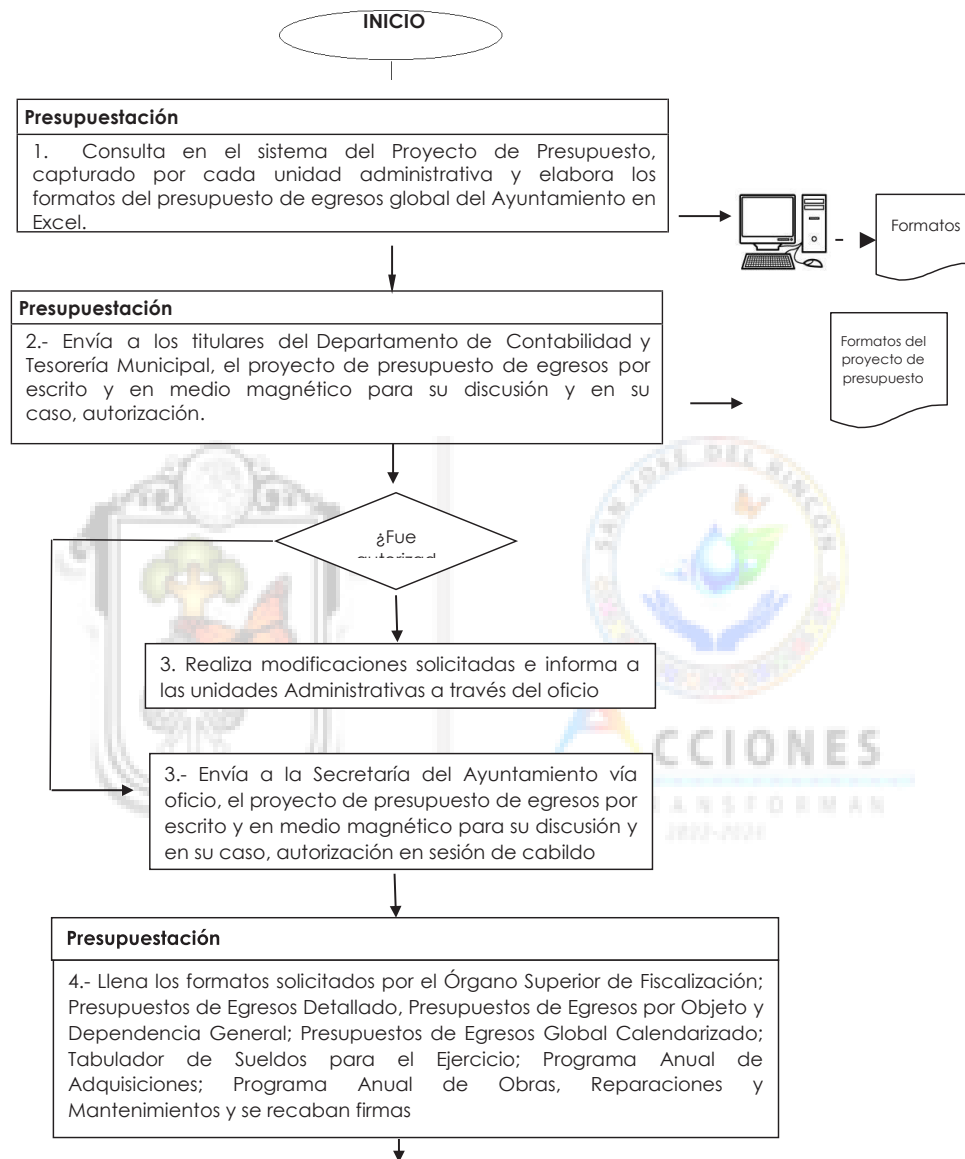 INICIO
Presupuestación
1. Consulta en el sistema del Proyecto de Presupuesto,
capturado por cada unidad administrativa y elabora los
formatos del presupuesto de egresos global del Ayuntamiento en
Excel.
Formatos
Presupuestación
2.- Envía a los titulares del Departamento de Contabilidad y
Tesorería Municipal, el proyecto de presupuesto de egresos por
escrito y en medio magnético para su discusión y en su
caso, autorización.
Formatos del
proyecto de
presupuesto
SAN JOSE DEL RINCON
¿Fue
3. Realiza modificaciones solicitadas e informa a
las unidades Administrativas a través del oficio
CCIONES
3.- Envía a la Secretaría del Ayuntamiento vía
oficio, el proyecto de presupuesto de egresos por
escrito y en medio magnético para su discusión y
en su caso, autorización en sesión de cabildo
Presupuestación
4.- Llena los formatos solicitados por el Órgano Superior de Fiscalización;
Presupuestos de Egresos Detallado, Presupuestos de Egresos por Objeto y
Dependencia General; Presupuestos de Egresos Global Calendarizado;
Tabulador de Sueldos para el Ejercicio; Programa Anual de
Adquisiciones; Programa Anual de Obras, Reparaciones y
Mantenimientos y se recaban firmas